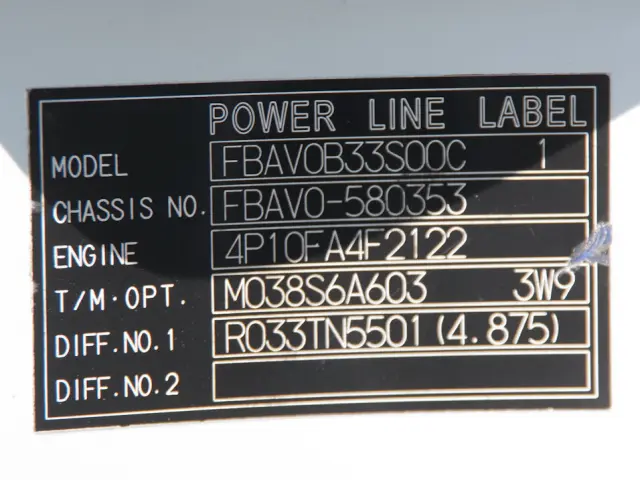 POWER LINE LABEL
MODEL FBAV0B33S00C 1
CHASSIS NO. FBAV0-580353
ENGINE 4P10FA4F2122
T/M·OPT. M038S6A603 3W9
DIFF.NO.1 R033TN5501(4.875)
DIFF.NO.2